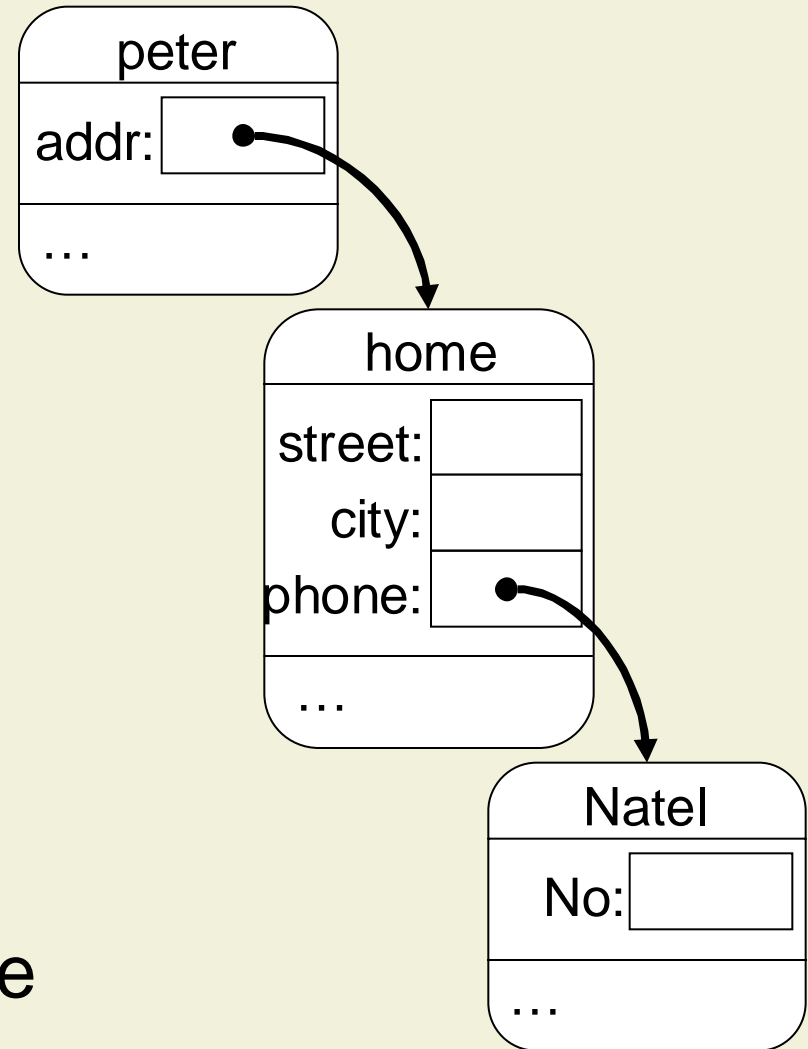 peter
addr:
…
home
street:
city:
phone:
…
Natel
No:
e
…